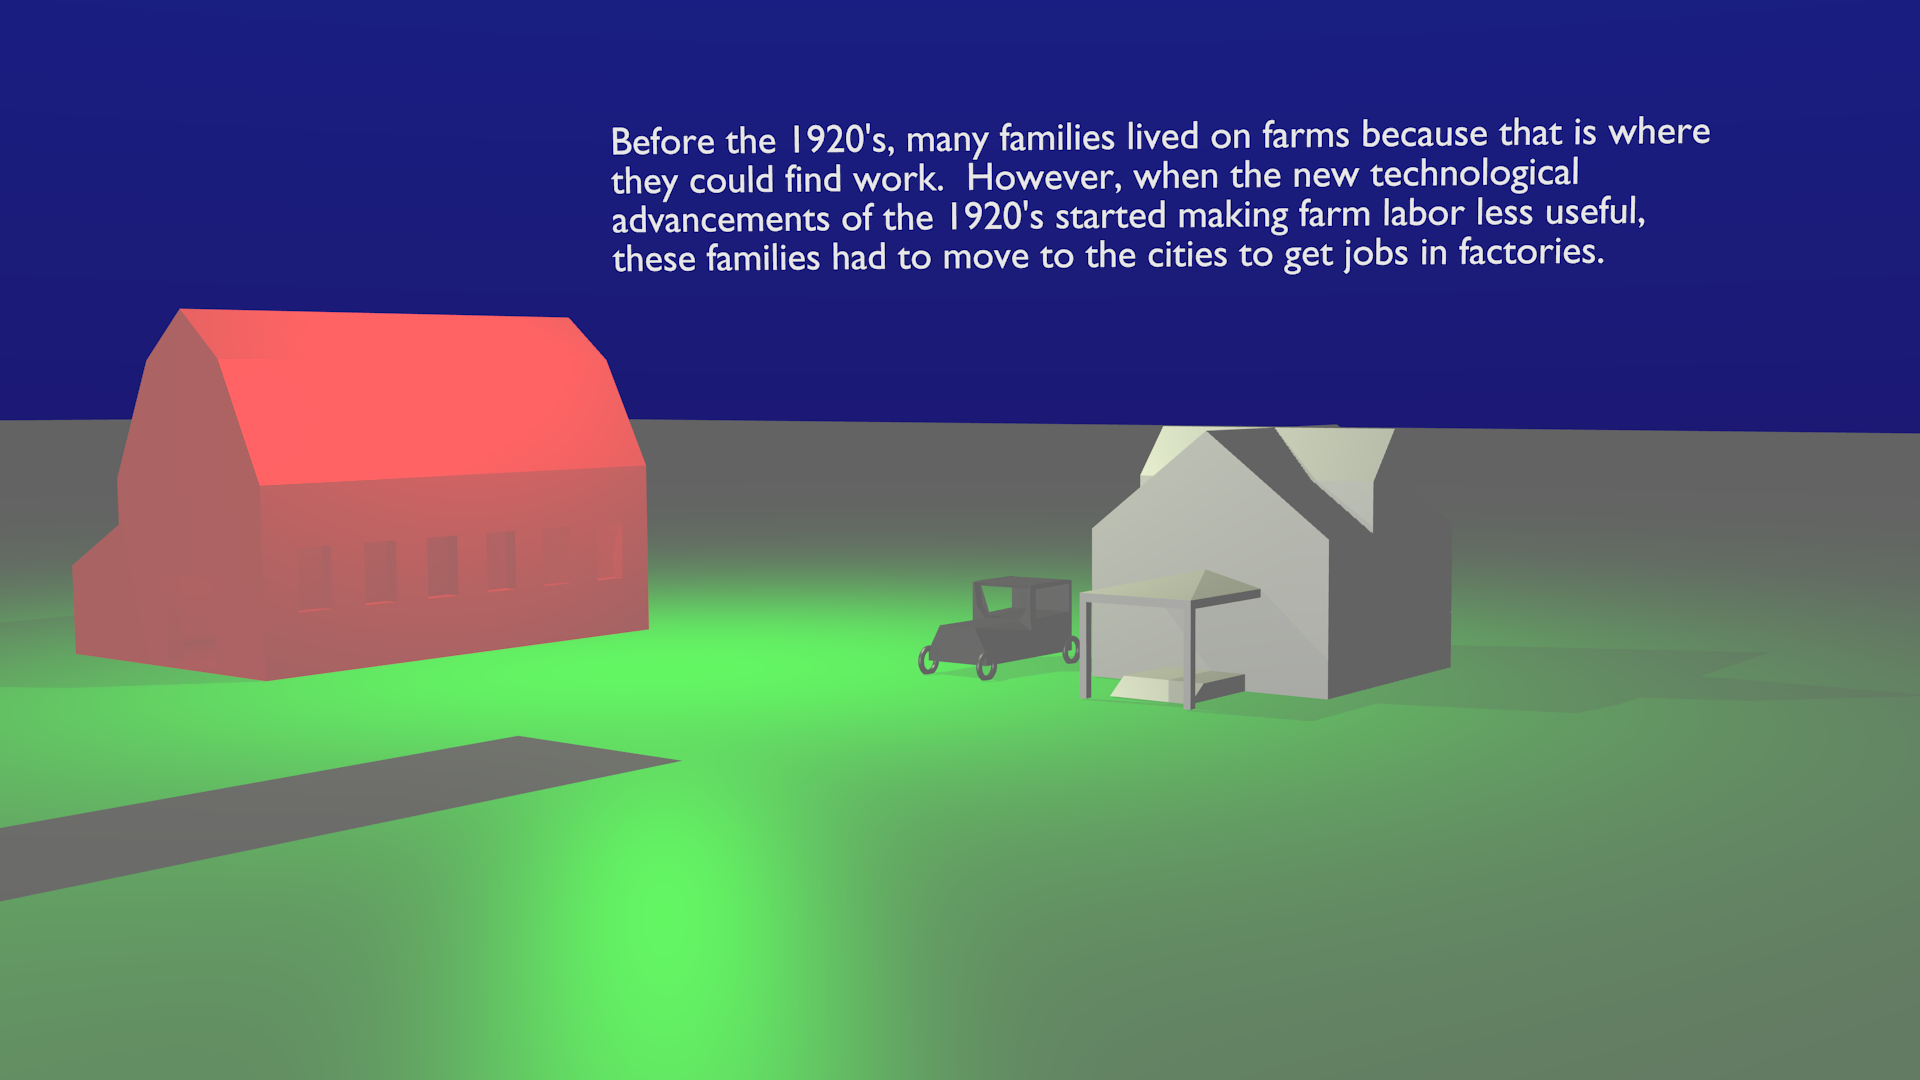 Before the 1920's, many families lived on farms because that is where
they could find work.  However, when the new technological
advancements of the 1920's started making farm labor less useful,
these families had to move to the cities to get jobs in factories.